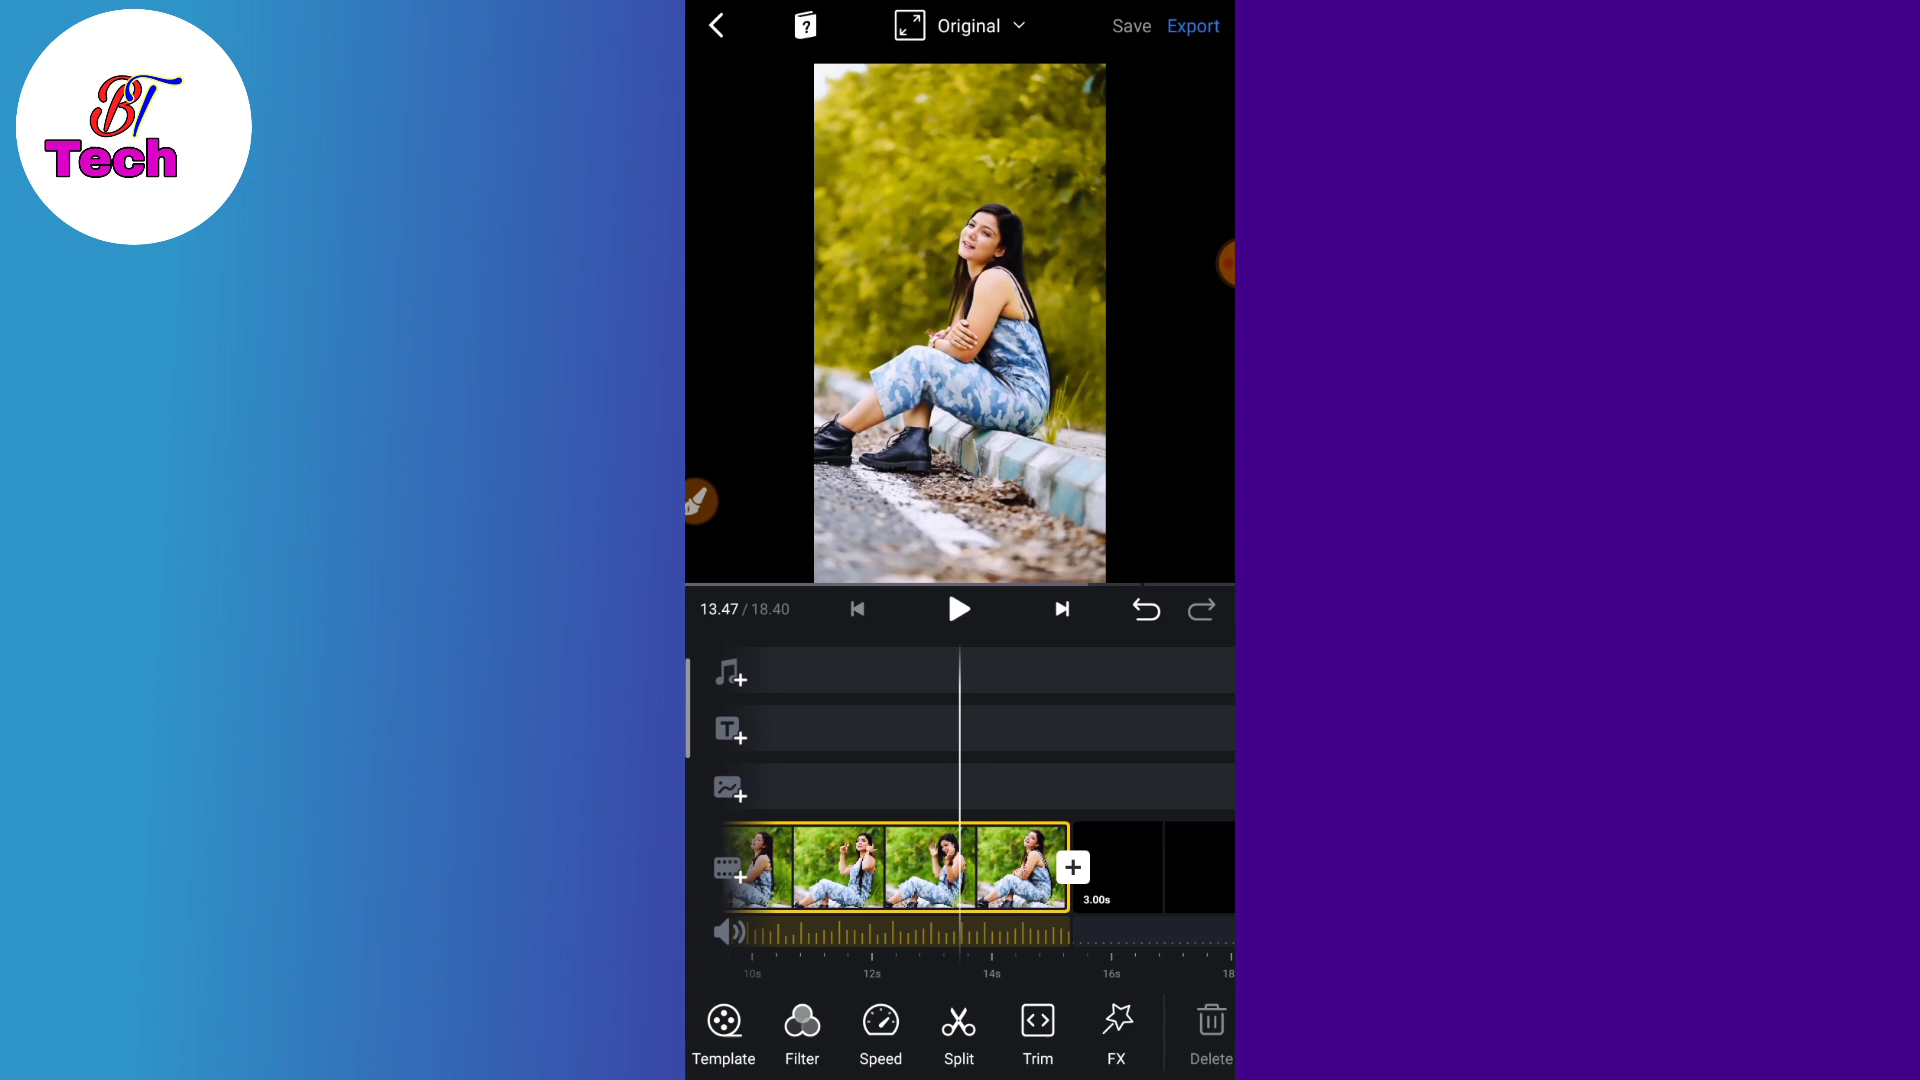 BT
Tech
Original
Save
Export
13.47 / 18.40
3.00s
10s
12s
14s
16s
18
Template
Filter
Speed
Split
Trim
FX
Delete